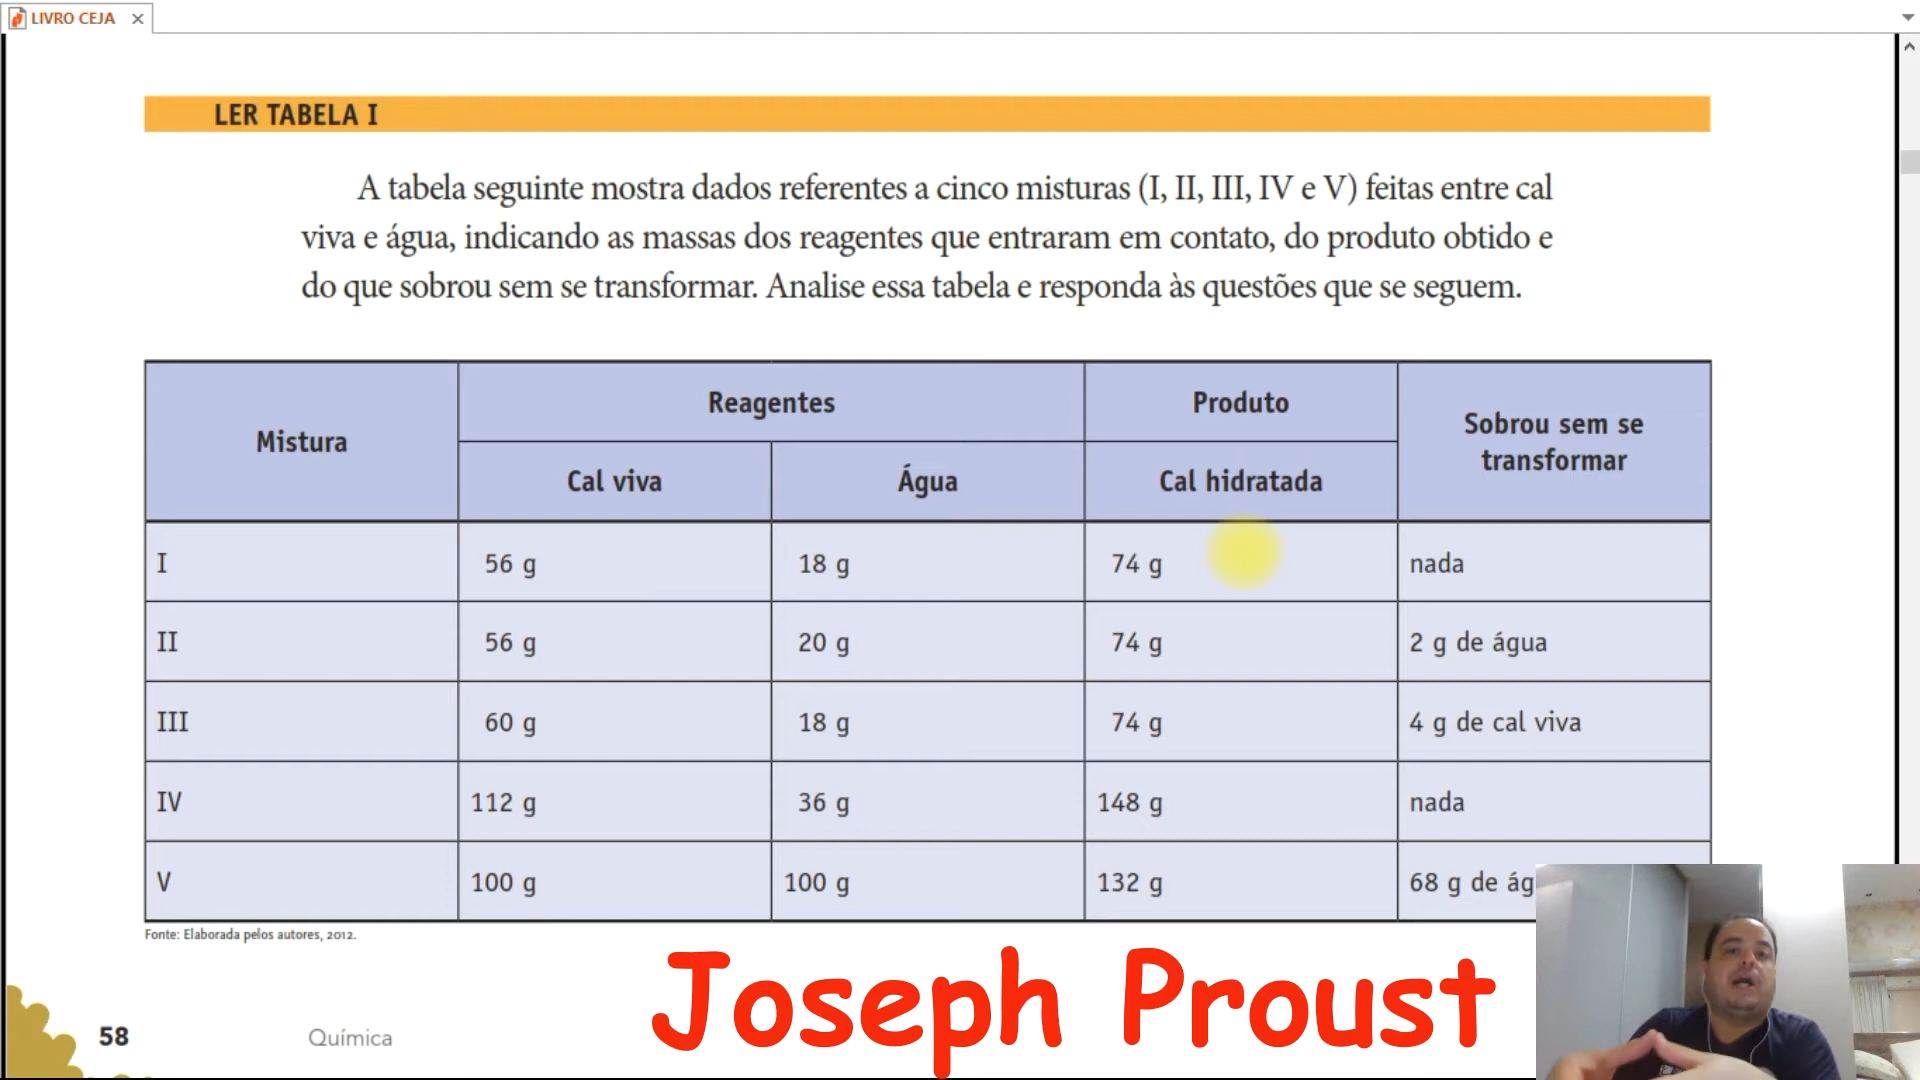 LIVRO CEJA
LER TABELA I
A tabela seguinte mostra dados referentes a cinco misturas (I, II, III, IV e V) feitas entre cal
viva e água, indicando as massas dos reagentes que entraram em contato, do produto obtido e
do que sobrou sem se transformar. Analise essa tabela e responda às questões que se seguem.
Mistura Reagentes Produto Sobrou sem se
transformar
Cal viva Água Cal hidratada
I 56 g 18 g 74 g nada
II 56 g 20 g 74 g 2 g de água
III 60 g 18 g 74 g 4 g de cal viva
IV 112 g 36 g 148 g nada
V 100 g 100 g 132 g 68 g de ág
Fonte: Elaborada pelos autores, 2012.
Joseph Proust
58 Química